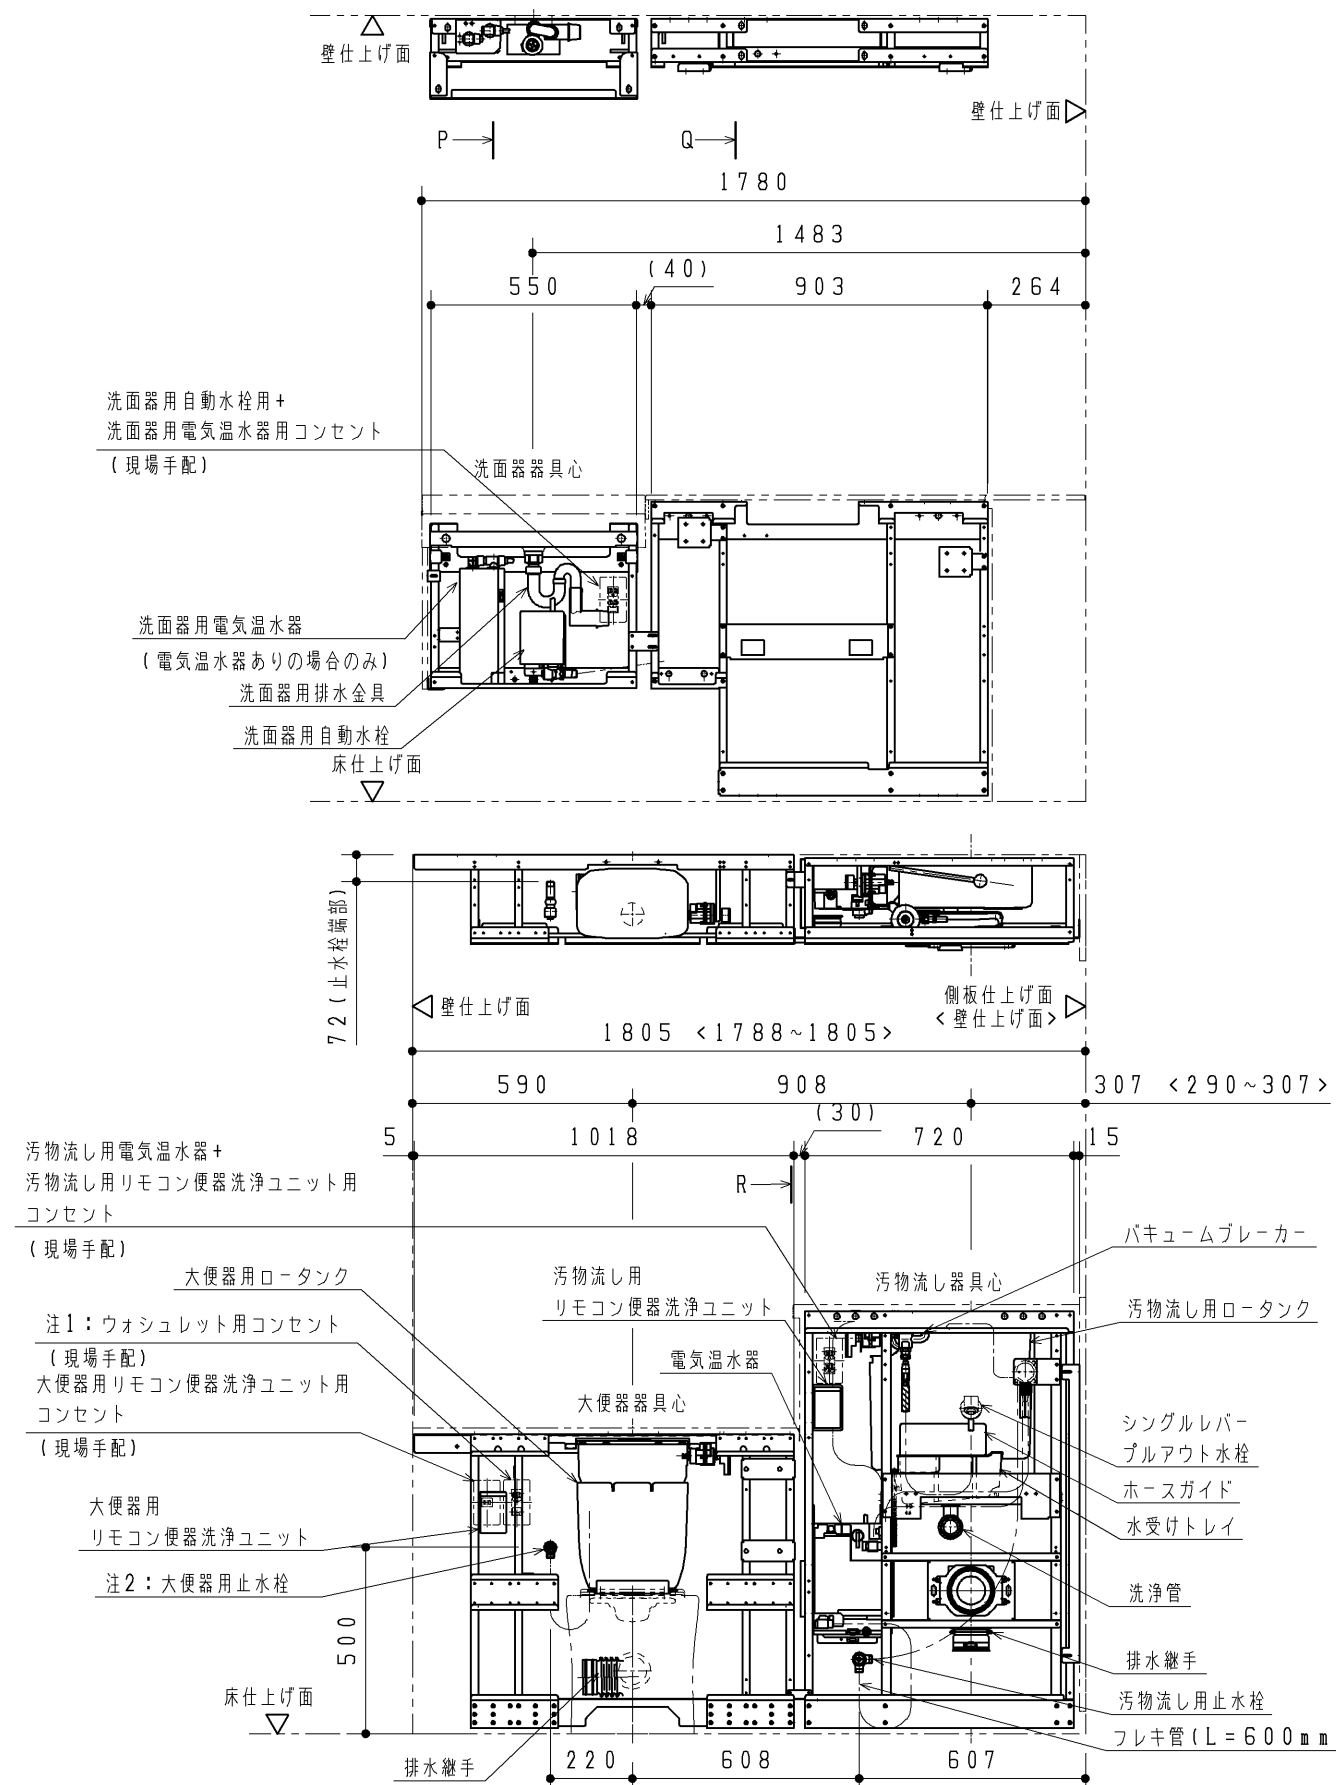 壁仕上げ面
壁仕上げ面
P
Q
1780
1483
(40)
550
903
264
洗面器用自動水栓用+
洗面器用電気温水器用コンセント
(現場手配)
洗面器器具心
洗面器用電気温水器
(電気温水器ありの場合のみ)
洗面器用排水金具
洗面器用自動水栓
床仕上げ面
72(止水栓端部)
壁仕上げ面
側板仕上げ面
<壁仕上げ面>
1805 <1788~1805>
590
908
307 <290~307>
(30)
5
1018
720
15
R
汚物流し用電気温水器+
汚物流し用リモコン便器洗浄ユニット用
コンセント
(現場手配)
バキュームブレーカー
大便器用ロータンク
汚物流し用
リモコン便器洗浄ユニット
汚物流し器具心
汚物流し用ロータンク
注1:ウォシュレット用コンセント
(現場手配)
電気温水器
大便器用リモコン便器洗浄ユニット用
コンセント
(現場手配)
大便器器具心
シングルレバー
プルアウト水栓
ホースガイド
大便器用
リモコン便器洗浄ユニット
水受けトレイ
注2:大便器用止水栓
洗浄管
500
排水継手
床仕上げ面
汚物流し用止水栓
フレキ管(L=600mm
排水継手
220
608
607